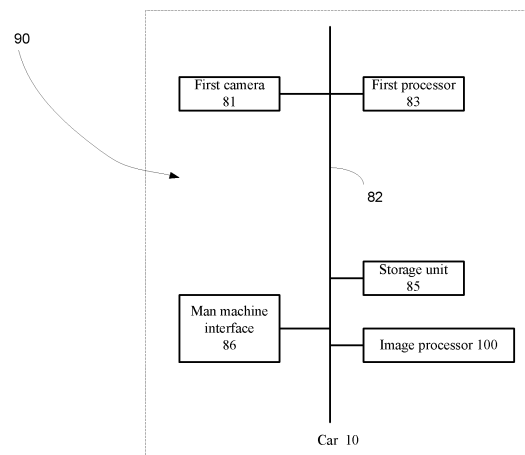 90
First camera
81
First processor
83
82
Storage unit
85
Man machine
interface
86
Image processor 100
Car 10